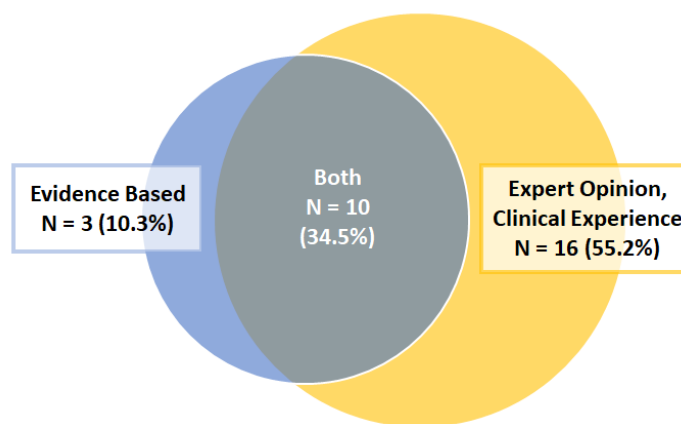 Evidence Based
N = 3 (10.3%)
Both
N = 10
(34.5%)
Expert Opinion,
Clinical Experience
N = 16 (55.2%)